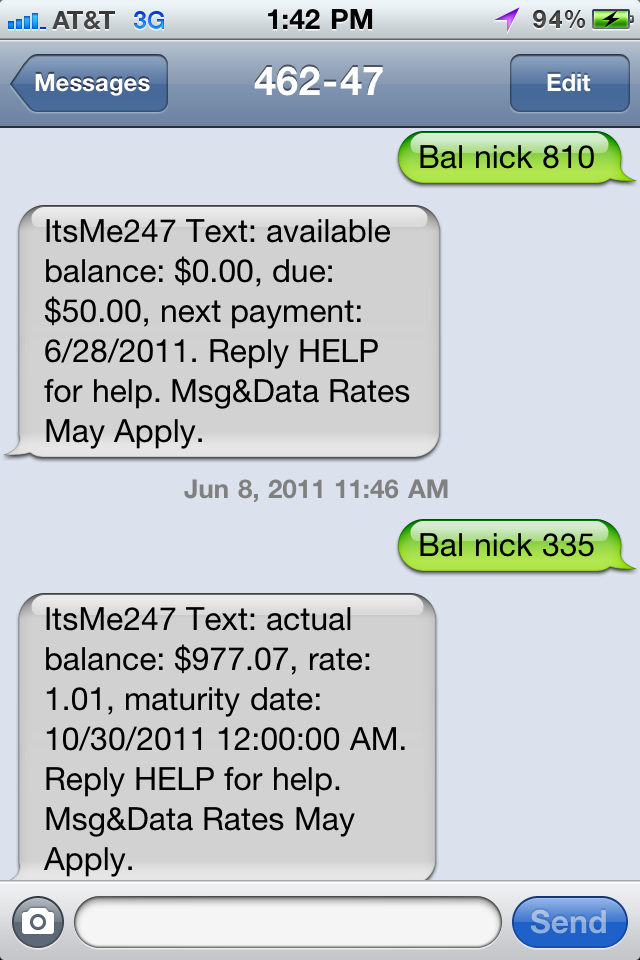 AT&T 3G 1:42 PM 94%
Messages 462-47 Edit
Bal nick 810
ItsMe247 Text: available
balance: $0.00, due:
$50.00, next payment:
6/28/2011. Reply HELP
for help. Msg&Data Rates
May Apply.
Jun 8, 2011 11:46 AM
Bal nick 335
ItsMe247 Text: actual
balance: $977.07, rate:
1.01, maturity date:
10/30/2011 12:00:00 AM.
Reply HELP for help.
Msg&Data Rates May
Apply.
Send